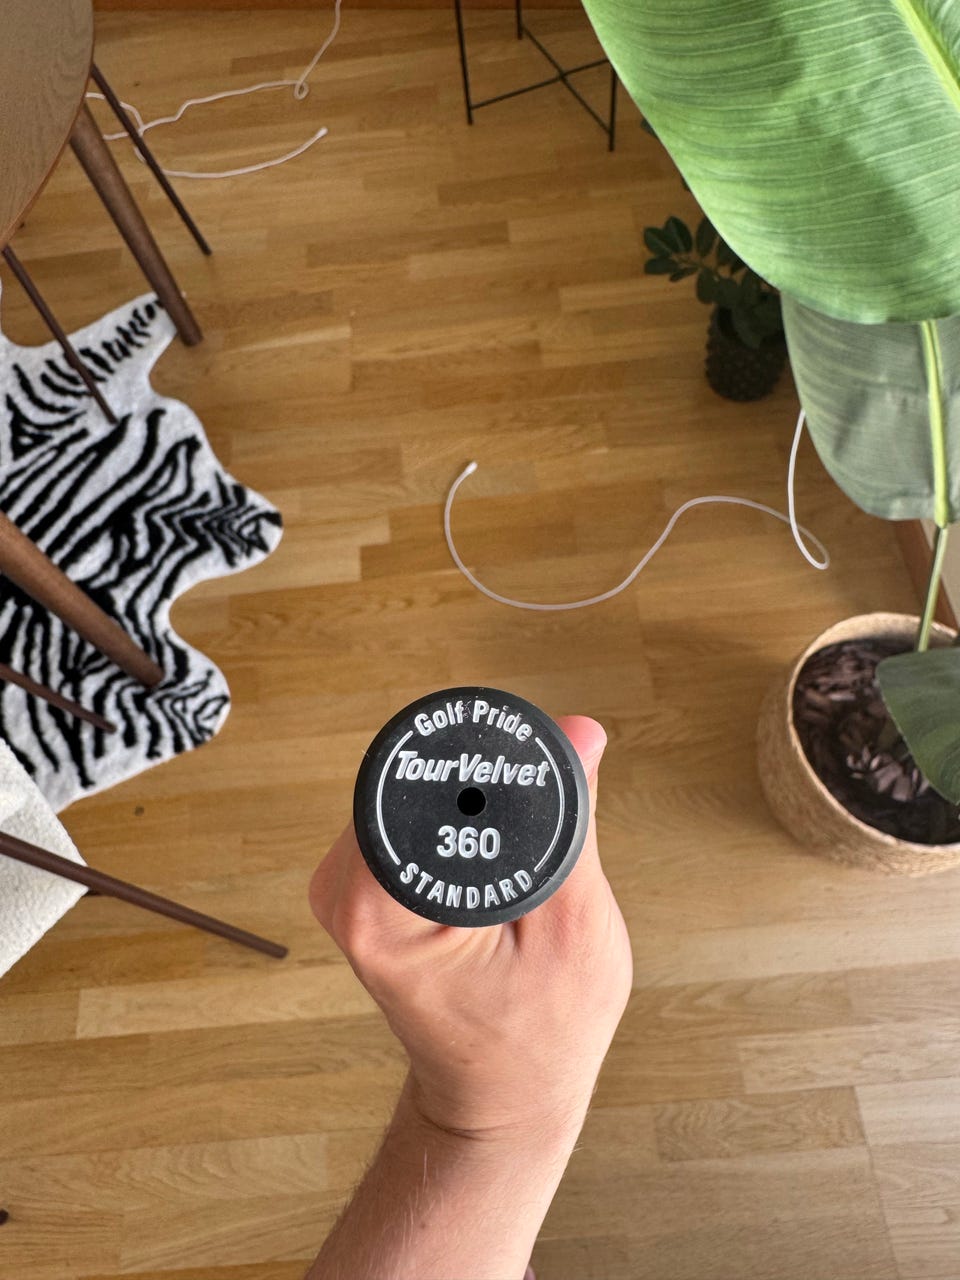 Golf Pride
TourVelvet
360
STANDARD